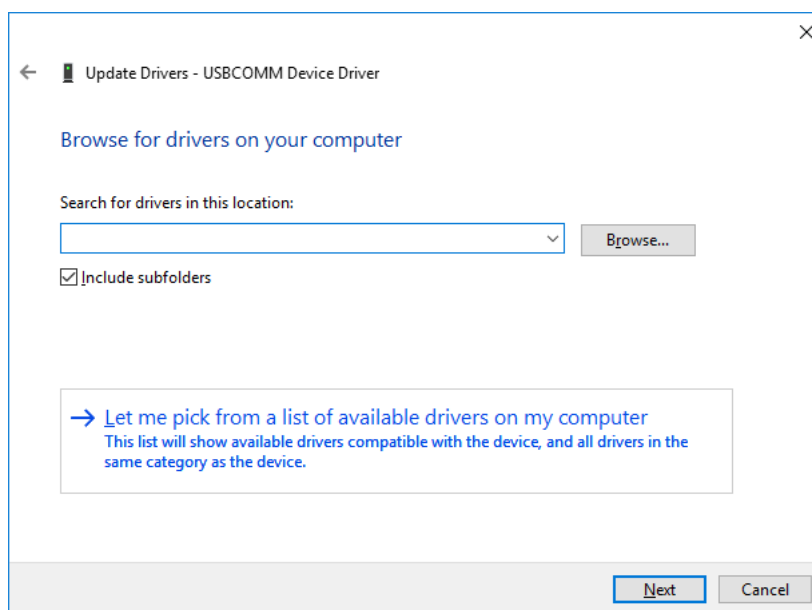 Update Drivers - USBCOMM Device Driver
Browse for drivers on your computer
Search for drivers in this location:
Browse...
Include subfolders
Let me pick from a list of available drivers on my computer
This list will show available drivers compatible with the device, and all drivers in the
same category as the device.
Next
Cancel